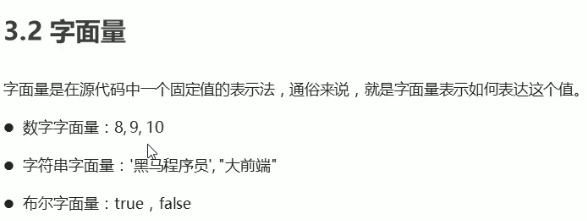 3.2 字面量
字面量是在源代码中一个固定值的表示法，通俗来说，就是字面量表示如何表达这个值。
● 数字字面量：8, 9, 10
● 字符串字面量：'黑马程序员', "大前端"
● 布尔字面量：true，false